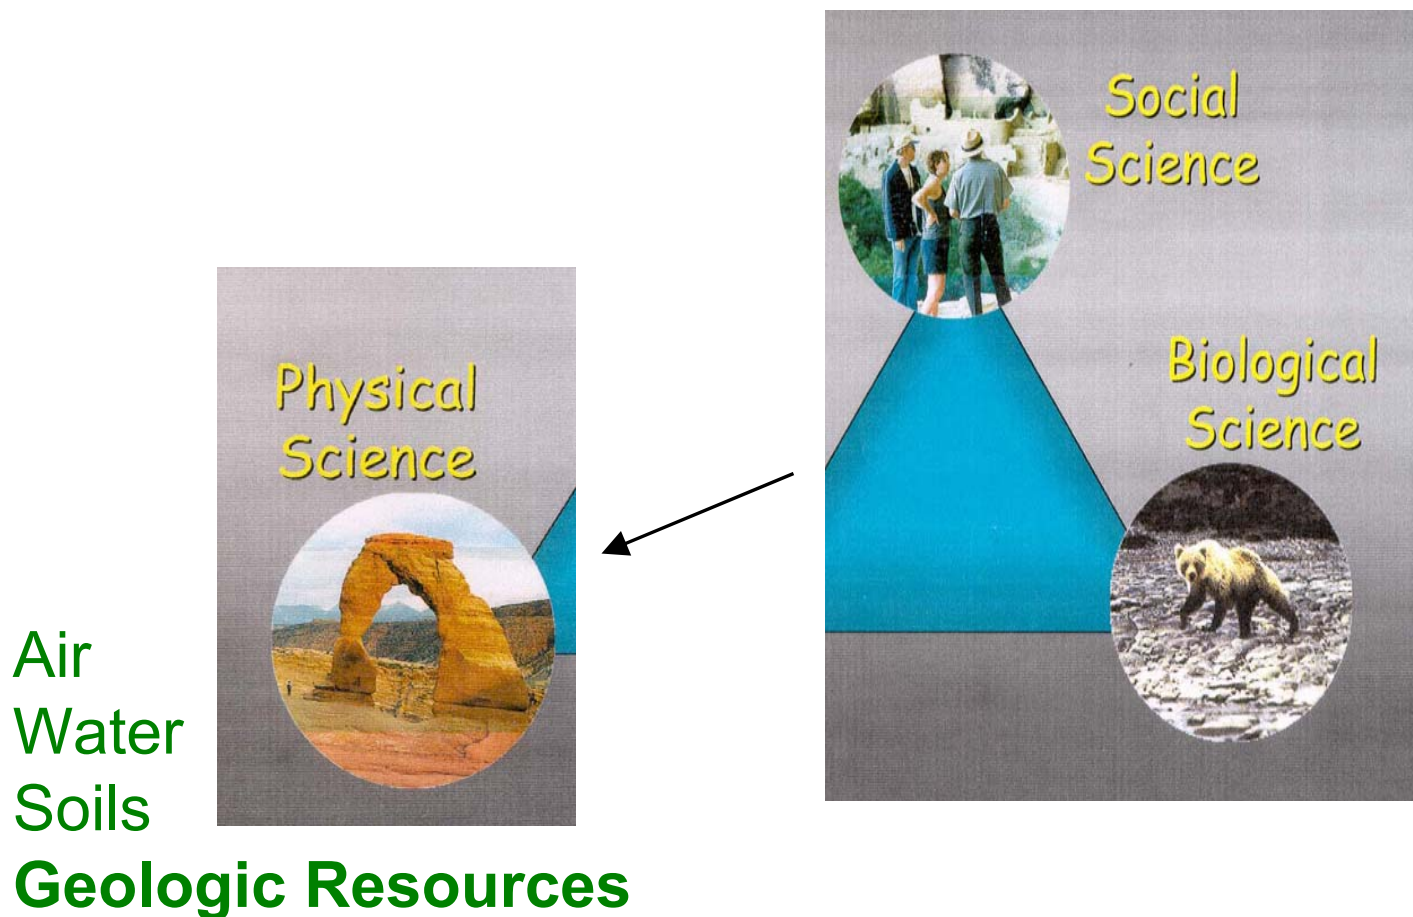 Social
Science
Biological
Science
Physical
Science
Air
Water
Soils
Geologic Resources